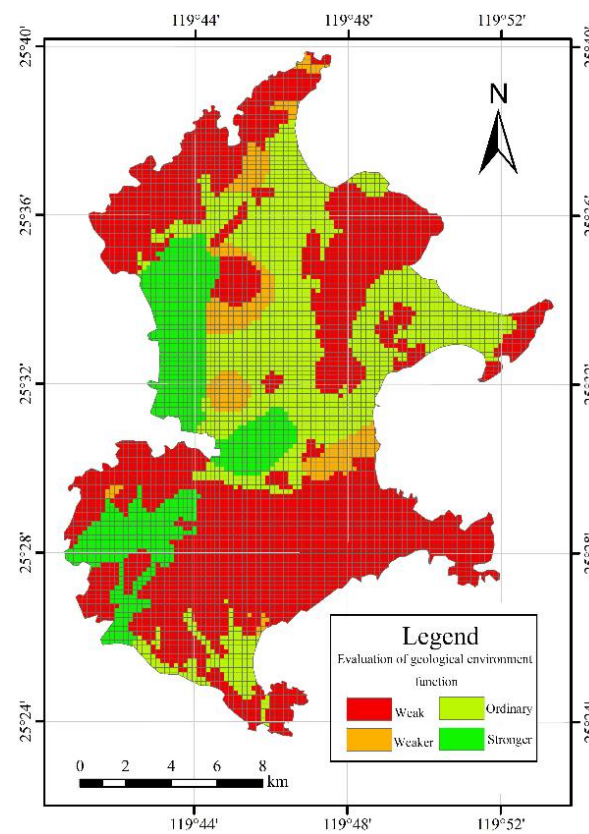 119°44' 119°48' 119°52'
25°40' 25°40'
N
25°36' 25°36'
25°32' 25°32'
25°28' 25°28'
Legend
Evaluation of geological environment
function
Weak Ordinary
Weaker Stronger
25°24' 25°24'
0 2 4 6 8
km
119°44' 119°48' 119°52'